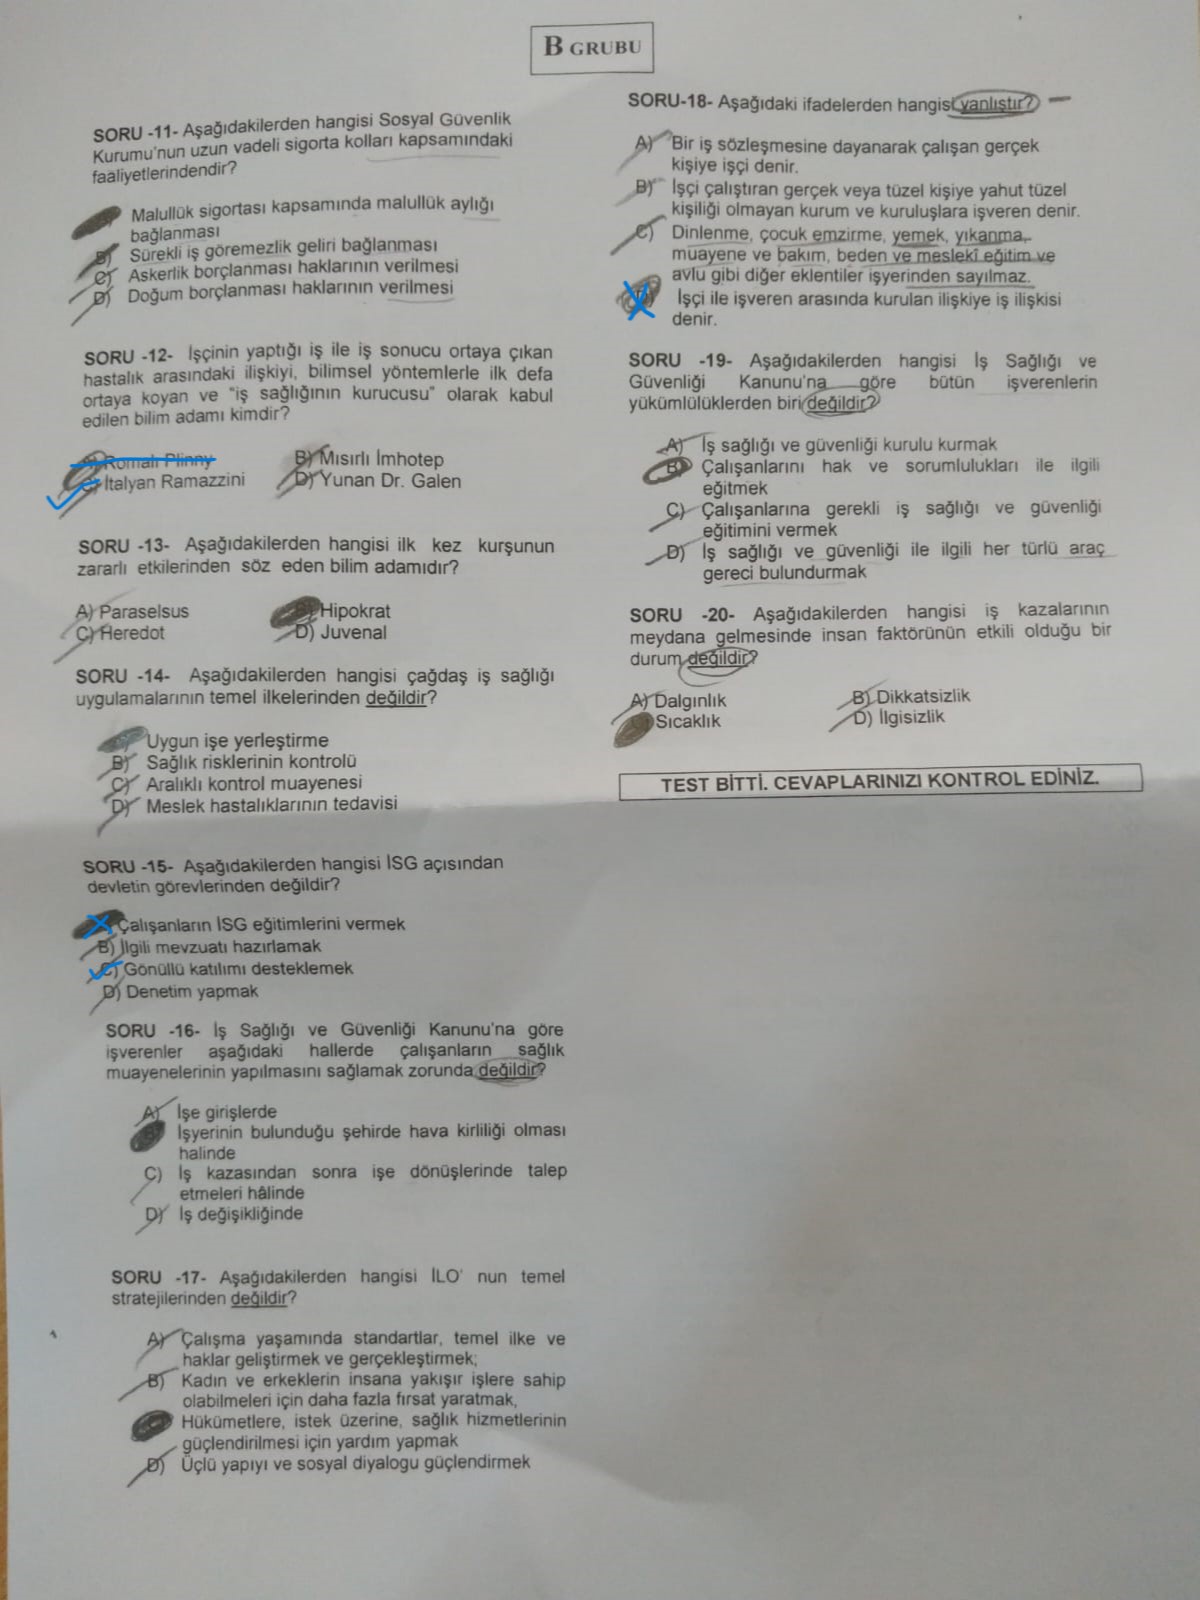 B GRUBU
SORU -11- Aşağıdakilerden hangisi Sosyal Güvenlik
Kurumu'nun uzun vadeli sigorta kolları kapsamındaki
faaliyetlerindendir?
Malullük sigortası kapsamında malullük aylığı
bağlanması
B) Sürekli iş göremezlik geliri bağlanması
C) Askerlik borçlanması haklarının verilmesi
D) Doğum borçlanması haklarının verilmesi
SORU -12- İşçinin yaptığı iş ile iş sonucu ortaya çıkan
hastalık arasındaki ilişkiyi, bilimsel yöntemlerle ilk defa
ortaya koyan ve "iş sağlığının kurucusu" olarak kabul
edilen bilim adamı kimdir?
A) Romalı Plinny B) Mısırlı İmhotep
C) İtalyan Ramazzini D) Yunan Dr. Galen
SORU -13- Aşağıdakilerden hangisi ilk kez kurşunun
zararlı etkilerinden söz eden bilim adamıdır?
A) Paraselsus B) Hipokrat
C) Heredot D) Juvenal
SORU -14- Aşağıdakilerden hangisi çağdaş iş sağlığı
uygulamalarının temel ilkelerinden değildir?
Uygun işe yerleştirme
B) Sağlık risklerinin kontrolü
C) Aralıklı kontrol muayenesi
D) Meslek hastalıklarının tedavisi
SORU -15- Aşağıdakilerden hangisi İSG açısından
devletin görevlerinden değildir?
Çalışanların İSG eğitimlerini vermek
B) İlgili mevzuatı hazırlamak
C) Gönüllü katılımı desteklemek
D) Denetim yapmak
SORU -16- İş Sağlığı ve Güvenliği Kanunu'na göre
işverenler aşağıdaki hallerde çalışanların sağlık
muayenelerinin yapılmasını sağlamak zorunda değildir?
A) İşe girişlerde
B) İşyerinin bulunduğu şehirde hava kirliliği olması
halinde
C) İş kazasından sonra işe dönüşlerinde talep
etmeleri hâlinde
D) İş değişikliğinde
SORU -17- Aşağıdakilerden hangisi İLO' nun temel
stratejilerinden değildir?
A) Çalışma yaşamında standartlar, temel ilke ve
haklar geliştirmek ve gerçekleştirmek;
B) Kadın ve erkeklerin insana yakışır işlere sahip
olabilmeleri için daha fazla fırsat yaratmak,
Hükümetlere, istek üzerine, sağlık hizmetlerinin
güçlendirilmesi için yardım yapmak
D) Üçlü yapıyı ve sosyal diyalogu güçlendirmek
SORU-18- Aşağıdaki ifadelerden hangisi yanlıştır?
A) Bir iş sözleşmesine dayanarak çalışan gerçek
kişiye işçi denir.
B) İşçi çalıştıran gerçek veya tüzel kişiye yahut tüzel
kişiliği olmayan kurum ve kuruluşlara işveren denir.
C) Dinlenme, çocuk emzirme, yemek, yıkanma,
muayene ve bakım, beden ve meslekî eğitim ve
avlu gibi diğer eklentiler işyerinden sayılmaz.
D) İşçi ile işveren arasında kurulan ilişkiye iş ilişkisi
denir.
SORU -19- Aşağıdakilerden hangisi İş Sağlığı ve
Güvenliği Kanunu'na göre bütün işverenlerin
yükümlülüklerden biri değildir?
A) İş sağlığı ve güvenliği kurulu kurmak
B) Çalışanlarını hak ve sorumlulukları ile ilgili
eğitmek
C) Çalışanlarına gerekli iş sağlığı ve güvenliği
eğitimini vermek
D) İş sağlığı ve güvenliği ile ilgili her türlü araç
gereci bulundurmak
SORU -20- Aşağıdakilerden hangisi iş kazalarının
meydana gelmesinde insan faktörünün etkili olduğu bir
durum değildir?
A) Dalgınlık B) Dikkatsizlik
C) Sıcaklık D) İlgisizlik
TEST BİTTİ. CEVAPLARINIZI KONTROL EDİNİZ.